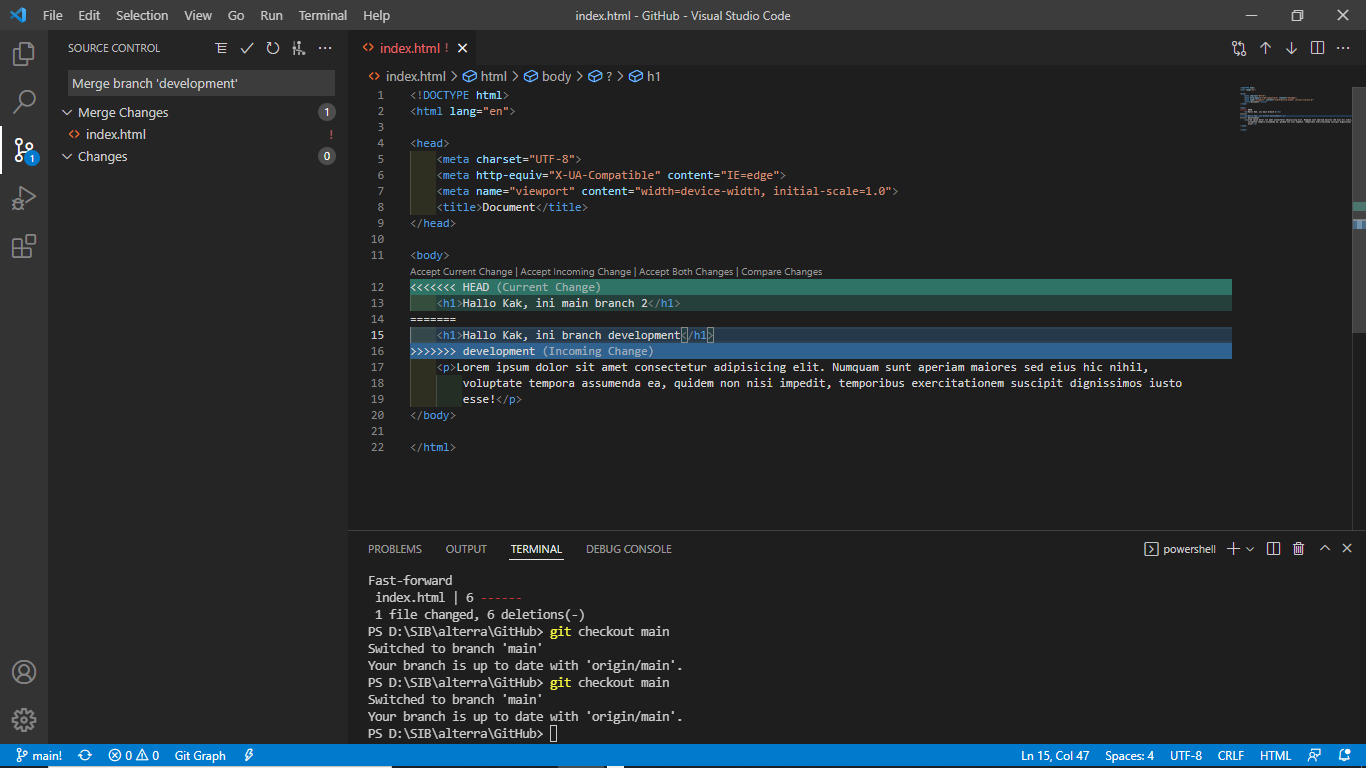 File Edit Selection View Go Run Terminal Help index.html - GitHub - Visual Studio Code
SOURCE CONTROL
Merge branch 'development'
Merge Changes 1
index.html !
Changes 0
1
index.html !
index.html > html > body > ? > h1
1 <!DOCTYPE html>
2 <html lang="en">
3
4 <head>
5 <meta charset="UTF-8">
6 <meta http-equiv="X-UA-Compatible" content="IE=edge">
7 <meta name="viewport" content="width=device-width, initial-scale=1.0">
8 <title>Document</title>
9 </head>
10
11 <body>
Accept Current Change | Accept Incoming Change | Accept Both Changes | Compare Changes
12 <<<<<<< HEAD (Current Change)
13 <h1>Hallo Kak, ini main branch 2</h1>
14 =======
15 <h1>Hallo Kak, ini branch development</h1>
16 >>>>>>> development (Incoming Change)
17 <p>Lorem ipsum dolor sit amet consectetur adipisicing elit. Numquam sunt aperiam maiores sed eius hic nihil,
18 voluptate tempora assumenda ea, quidem non nisi impedit, temporibus exercitationem suscipit dignissimos iusto
19 esse!</p>
20 </body>
21
22 </html>
PROBLEMS OUTPUT TERMINAL DEBUG CONSOLE powershell
Fast-forward
index.html | 6 ------
1 file changed, 6 deletions(-)
PS D:\SIB\alterra\GitHub> git checkout main
Switched to branch 'main'
Your branch is up to date with 'origin/main'.
PS D:\SIB\alterra\GitHub> git checkout main
Switched to branch 'main'
Your branch is up to date with 'origin/main'.
PS D:\SIB\alterra\GitHub>
main! 0 0 Git Graph Ln 15, Col 47 Spaces: 4 UTF-8 CRLF HTML